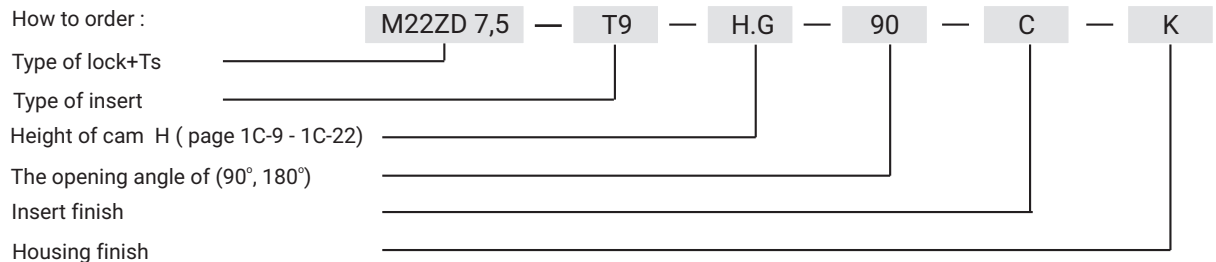 How to order :
M22ZD 7,5 — T9 — H.G — 90 — C — K
Type of lock+Ts
Type of insert
Height of cam H ( page 1C-9 - 1C-22)
The opening angle of (90°, 180°)
Insert finish
Housing finish